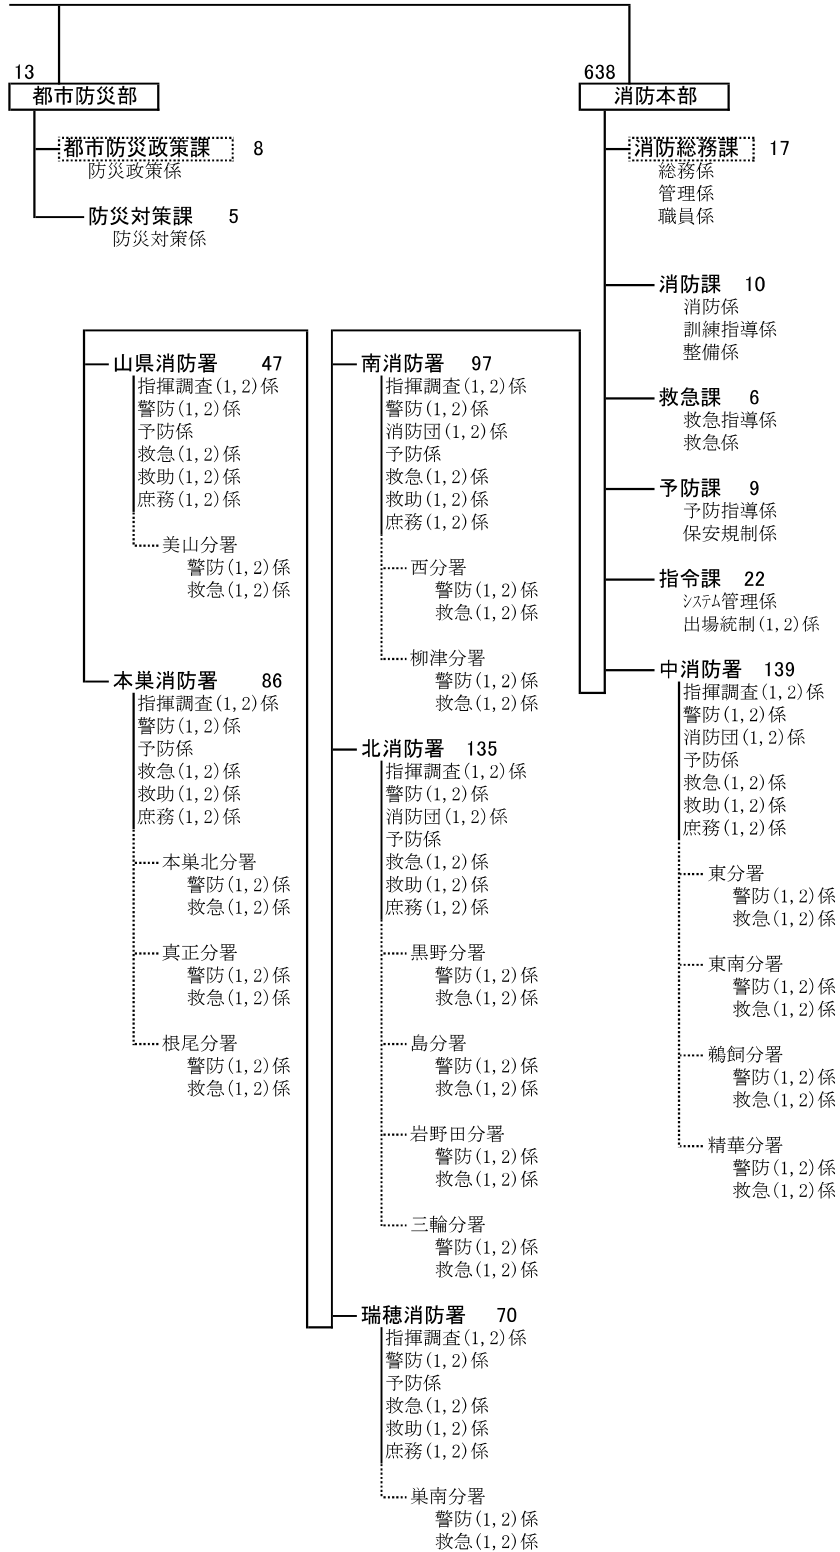 13
都市防災部
都市防災政策課 8
防災政策係
防災対策課 5
防災対策係
638
消防本部
消防総務課 17
総務係
管理係
職員係
消防課 10
消防係
訓練指導係
整備係
救急課 6
救急指導係
救急係
予防課 9
予防指導係
保安規制係
指令課 22
ｼｽﾃﾑ管理係
出場統制(1,2)係
中消防署 139
指揮調査(1,2)係
警防(1,2)係
消防団(1,2)係
予防係
救急(1,2)係
救助(1,2)係
庶務(1,2)係
東分署
警防(1,2)係
救急(1,2)係
東南分署
警防(1,2)係
救急(1,2)係
鵜飼分署
警防(1,2)係
救急(1,2)係
精華分署
警防(1,2)係
救急(1,2)係
南消防署 97
指揮調査(1,2)係
警防(1,2)係
消防団(1,2)係
予防係
救急(1,2)係
救助(1,2)係
庶務(1,2)係
西分署
警防(1,2)係
救急(1,2)係
柳津分署
警防(1,2)係
救急(1,2)係
北消防署 135
指揮調査(1,2)係
警防(1,2)係
消防団(1,2)係
予防係
救急(1,2)係
救助(1,2)係
庶務(1,2)係
黒野分署
警防(1,2)係
救急(1,2)係
島分署
警防(1,2)係
救急(1,2)係
岩野田分署
警防(1,2)係
救急(1,2)係
三輪分署
警防(1,2)係
救急(1,2)係
瑞穂消防署 70
指揮調査(1,2)係
警防(1,2)係
予防係
救急(1,2)係
救助(1,2)係
庶務(1,2)係
巣南分署
警防(1,2)係
救急(1,2)係
山県消防署 47
指揮調査(1,2)係
警防(1,2)係
予防係
救急(1,2)係
救助(1,2)係
庶務(1,2)係
美山分署
警防(1,2)係
救急(1,2)係
本巣消防署 86
指揮調査(1,2)係
警防(1,2)係
予防係
救急(1,2)係
救助(1,2)係
庶務(1,2)係
本巣北分署
警防(1,2)係
救急(1,2)係
真正分署
警防(1,2)係
救急(1,2)係
根尾分署
警防(1,2)係
救急(1,2)係